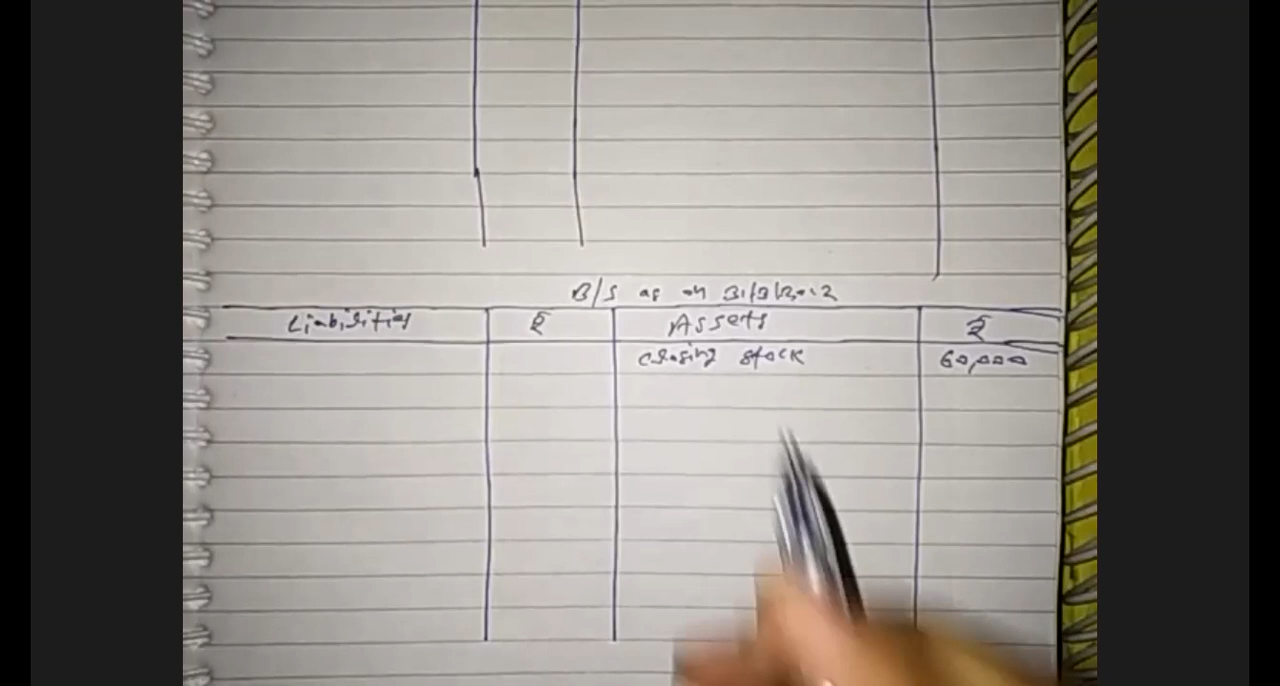 B/S as on 31/3/2012
Liabilities ₹ Assets ₹
closing stock 60,000